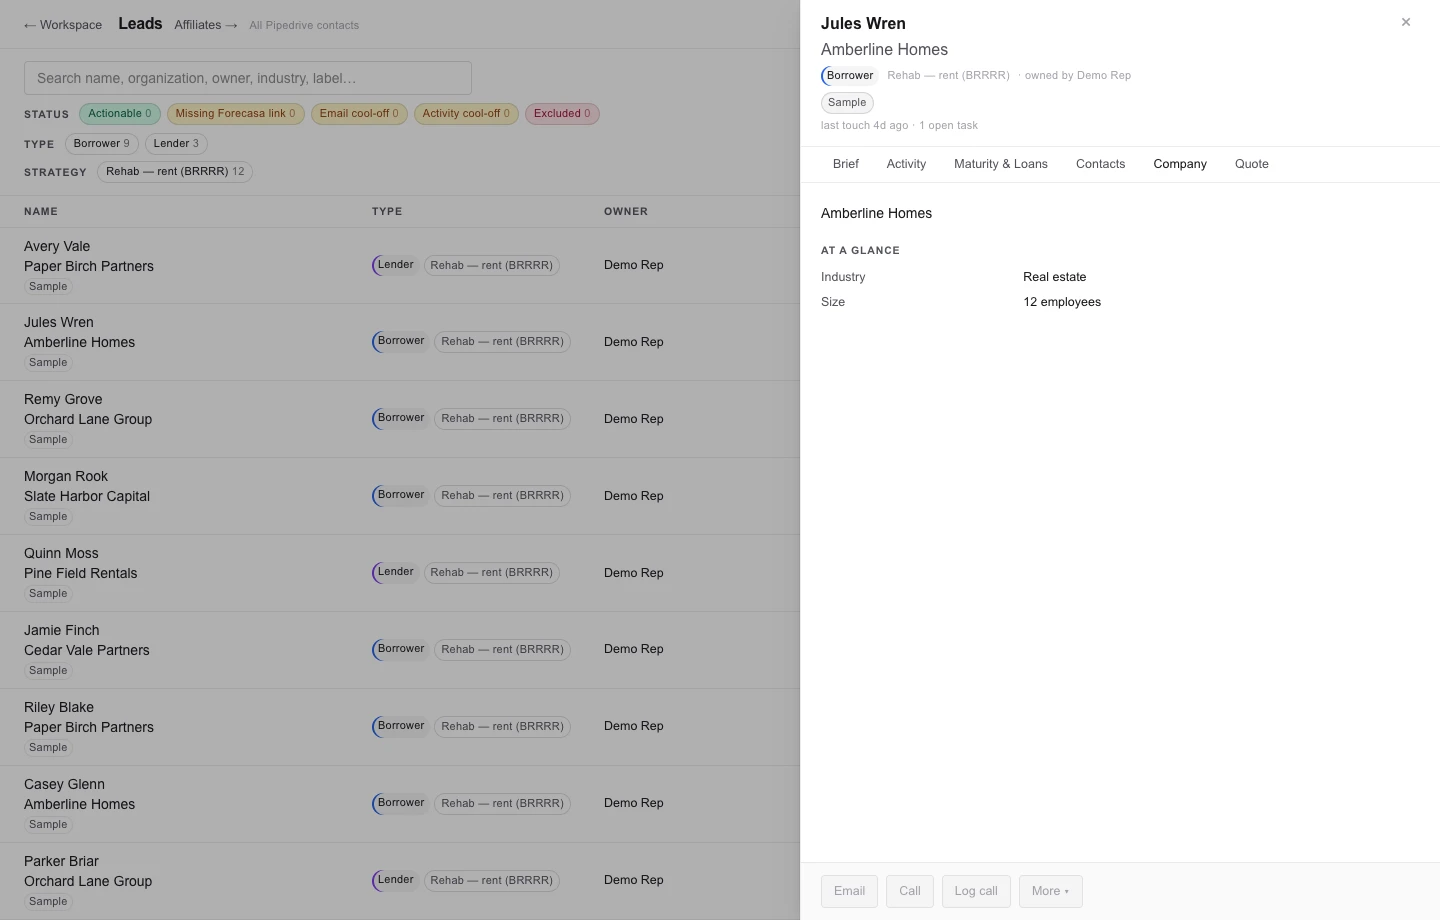 ← Workspace Leads Affiliates → All Pipedrive contacts
Search name, organization, owner, industry, label…
STATUS Actionable 0 Missing Forecasa link 0 Email cool-off 0 Activity cool-off 0 Excluded 0
TYPE Borrower 9 Lender 3
STRATEGY Rehab — rent (BRRRR) 12
NAME TYPE OWNER
Avery Vale
Paper Birch Partners
Sample
Lender Rehab — rent (BRRRR) Demo Rep
Jules Wren
Amberline Homes
Sample
Borrower Rehab — rent (BRRRR) Demo Rep
Remy Grove
Orchard Lane Group
Sample
Borrower Rehab — rent (BRRRR) Demo Rep
Morgan Rook
Slate Harbor Capital
Sample
Borrower Rehab — rent (BRRRR) Demo Rep
Quinn Moss
Pine Field Rentals
Sample
Lender Rehab — rent (BRRRR) Demo Rep
Jamie Finch
Cedar Vale Partners
Sample
Borrower Rehab — rent (BRRRR) Demo Rep
Riley Blake
Paper Birch Partners
Sample
Borrower Rehab — rent (BRRRR) Demo Rep
Casey Glenn
Amberline Homes
Sample
Borrower Rehab — rent (BRRRR) Demo Rep
Parker Briar
Orchard Lane Group
Sample
Lender Rehab — rent (BRRRR) Demo Rep
Jules Wren ×
Amberline Homes
Borrower Rehab — rent (BRRRR) · owned by Demo Rep
Sample
last touch 4d ago · 1 open task
Brief Activity Maturity & Loans Contacts Company Quote
Amberline Homes
AT A GLANCE
Industry Real estate
Size 12 employees
Email Call Log call More ▾